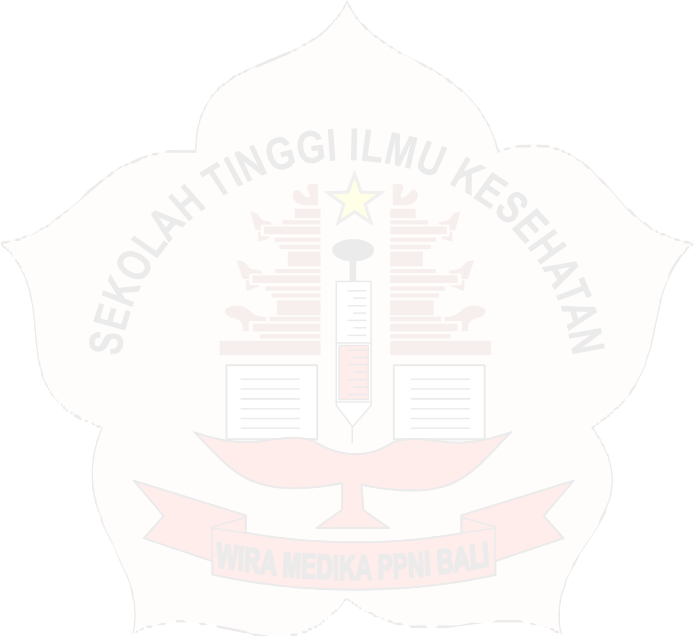 SEKOLAH TINGGI ILMU KESEHATAN
WIRA MEDIKA PPNI BALI